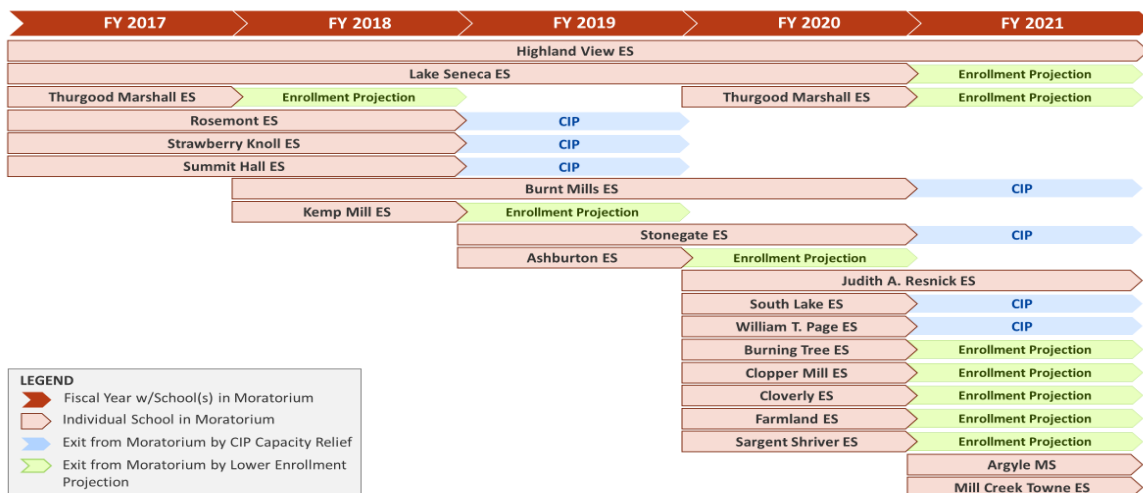 FY 2017 FY 2018 FY 2019 FY 2020 FY 2021
Highland View ES
Lake Seneca ES Enrollment Projection
Thurgood Marshall ES Enrollment Projection Thurgood Marshall ES Enrollment Projection
Rosemont ES CIP
Strawberry Knoll ES CIP
Summit Hall ES CIP
Burnt Mills ES CIP
Kemp Mill ES Enrollment Projection
Stonegate ES CIP
Ashburton ES Enrollment Projection
Judith A. Resnick ES
South Lake ES CIP
William T. Page ES CIP
Burning Tree ES Enrollment Projection
Clopper Mill ES Enrollment Projection
Cloverly ES Enrollment Projection
Farmland ES Enrollment Projection
Sargent Shriver ES Enrollment Projection
Argyle MS
Mill Creek Towne ES
LEGEND
Fiscal Year w/School(s) in Moratorium
Individual School in Moratorium
Exit from Moratorium by CIP Capacity Relief
Exit from Moratorium by Lower Enrollment
Projection